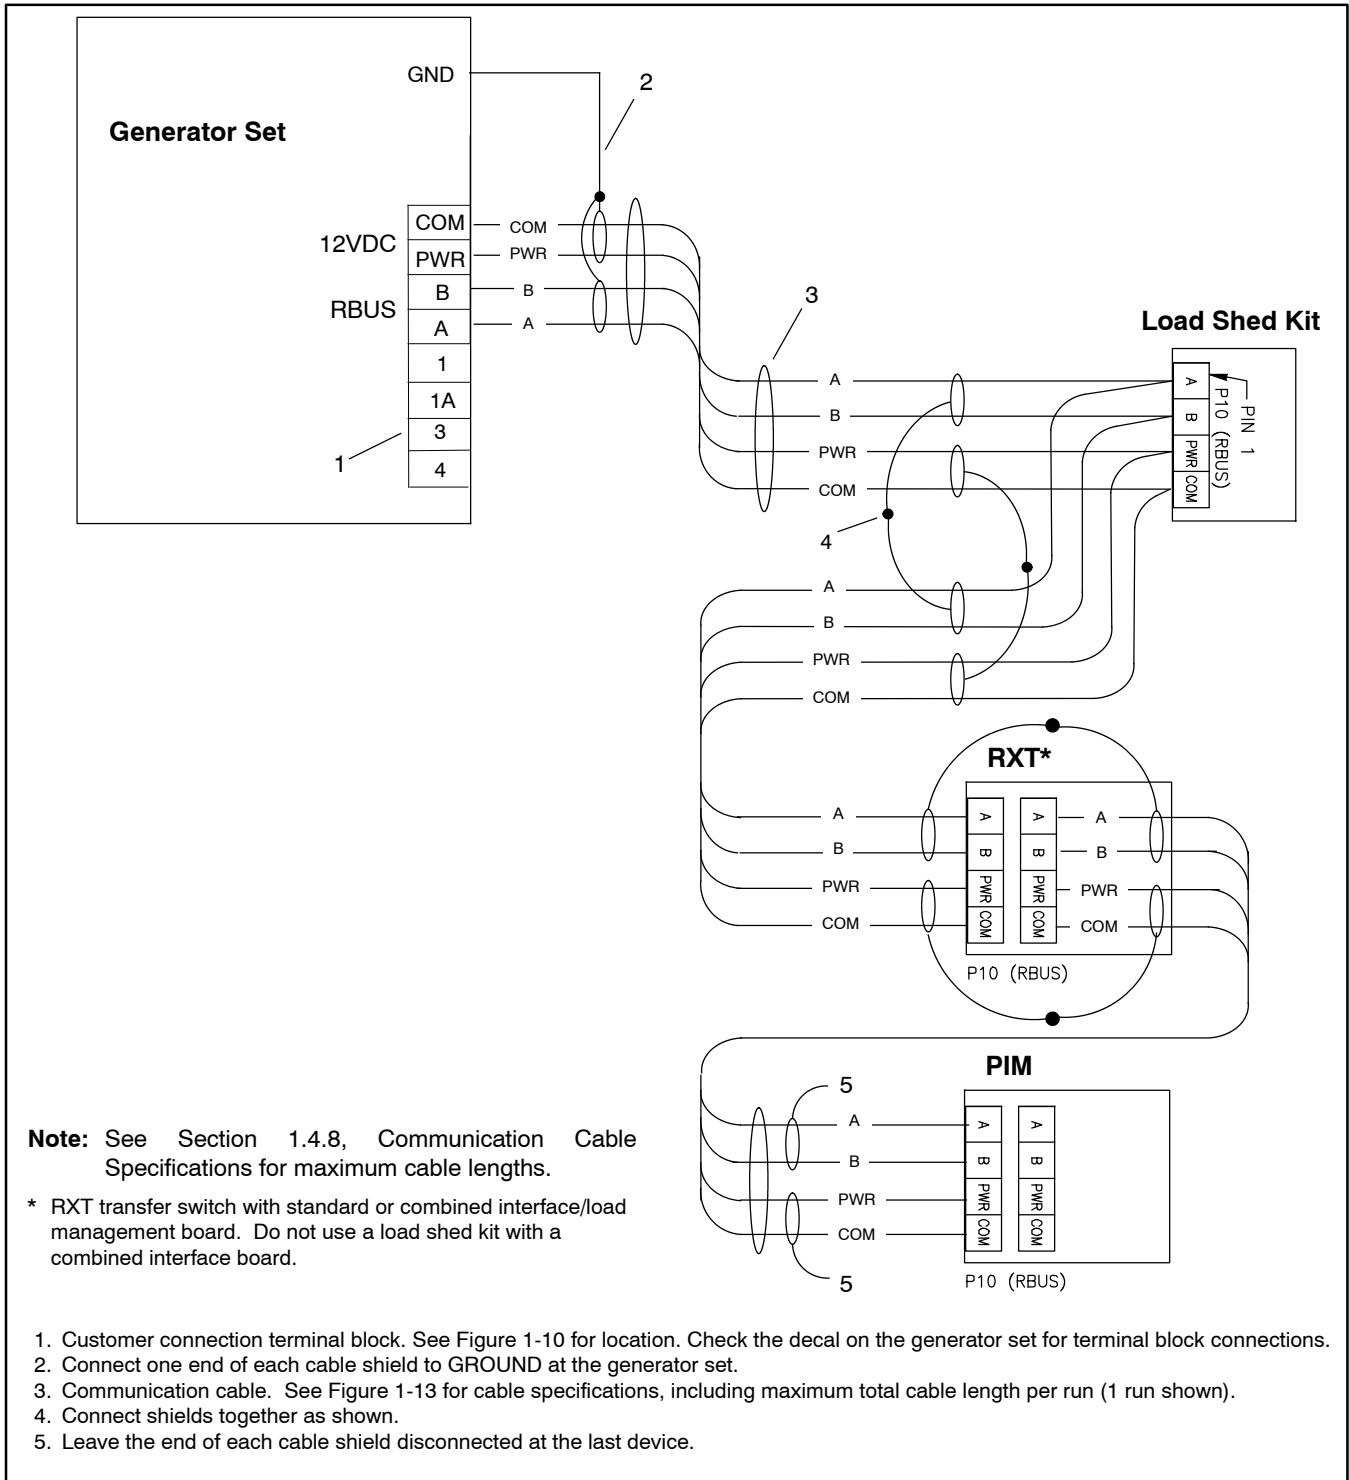 GND
2
Generator Set
COM
COM
12VDC
PWR
PWR
B
B
RBUS
A
A
1
1A
3
4
1
3
Load Shed Kit
A
B
PWR
COM
A
B
PWR
COM
P10 (RBUS)
PIN 1
4
A
B
PWR
COM
RXT*
A
B
PWR
COM
A
B
PWR
COM
A
B
PWR
COM
A
B
PWR
COM
P10 (RBUS)
PIM
5
A
B
PWR
COM
5
A
B
PWR
COM
A
B
PWR
COM
P10 (RBUS)
Note: See Section 1.4.8, Communication Cable
Specifications for maximum cable lengths.
* RXT transfer switch with standard or combined interface/load
management board. Do not use a load shed kit with a
combined interface board.
1. Customer connection terminal block. See Figure 1-10 for location. Check the decal on the generator set for terminal block connections.
2. Connect one end of each cable shield to GROUND at the generator set.
3. Communication cable. See Figure 1-13 for cable specifications, including maximum total cable length per run (1 run shown).
4. Connect shields together as shown.
5. Leave the end of each cable shield disconnected at the last device.